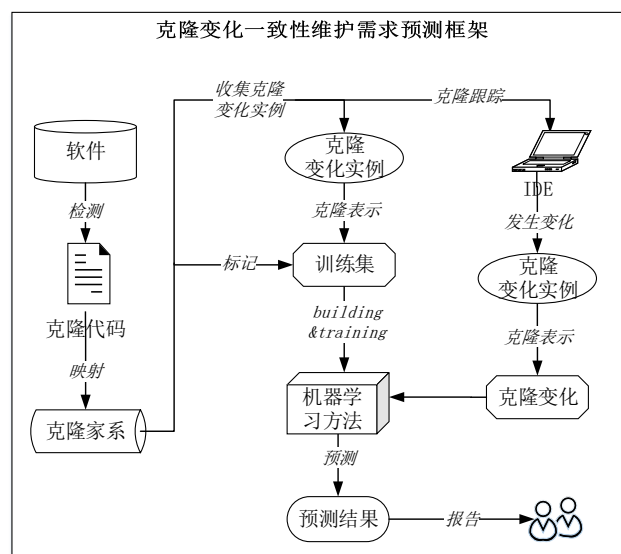 克隆变化一致性维护需求预测框架
收集克隆
变化实例
克隆跟踪
软件
克隆
变化实例
IDE
检测
克隆表示
发生变化
克隆代码
标记
训练集
克隆
变化实例
映射
building
&training
克隆表示
克隆家系
机器学
习方法
克隆变化
预测
预测结果
报告